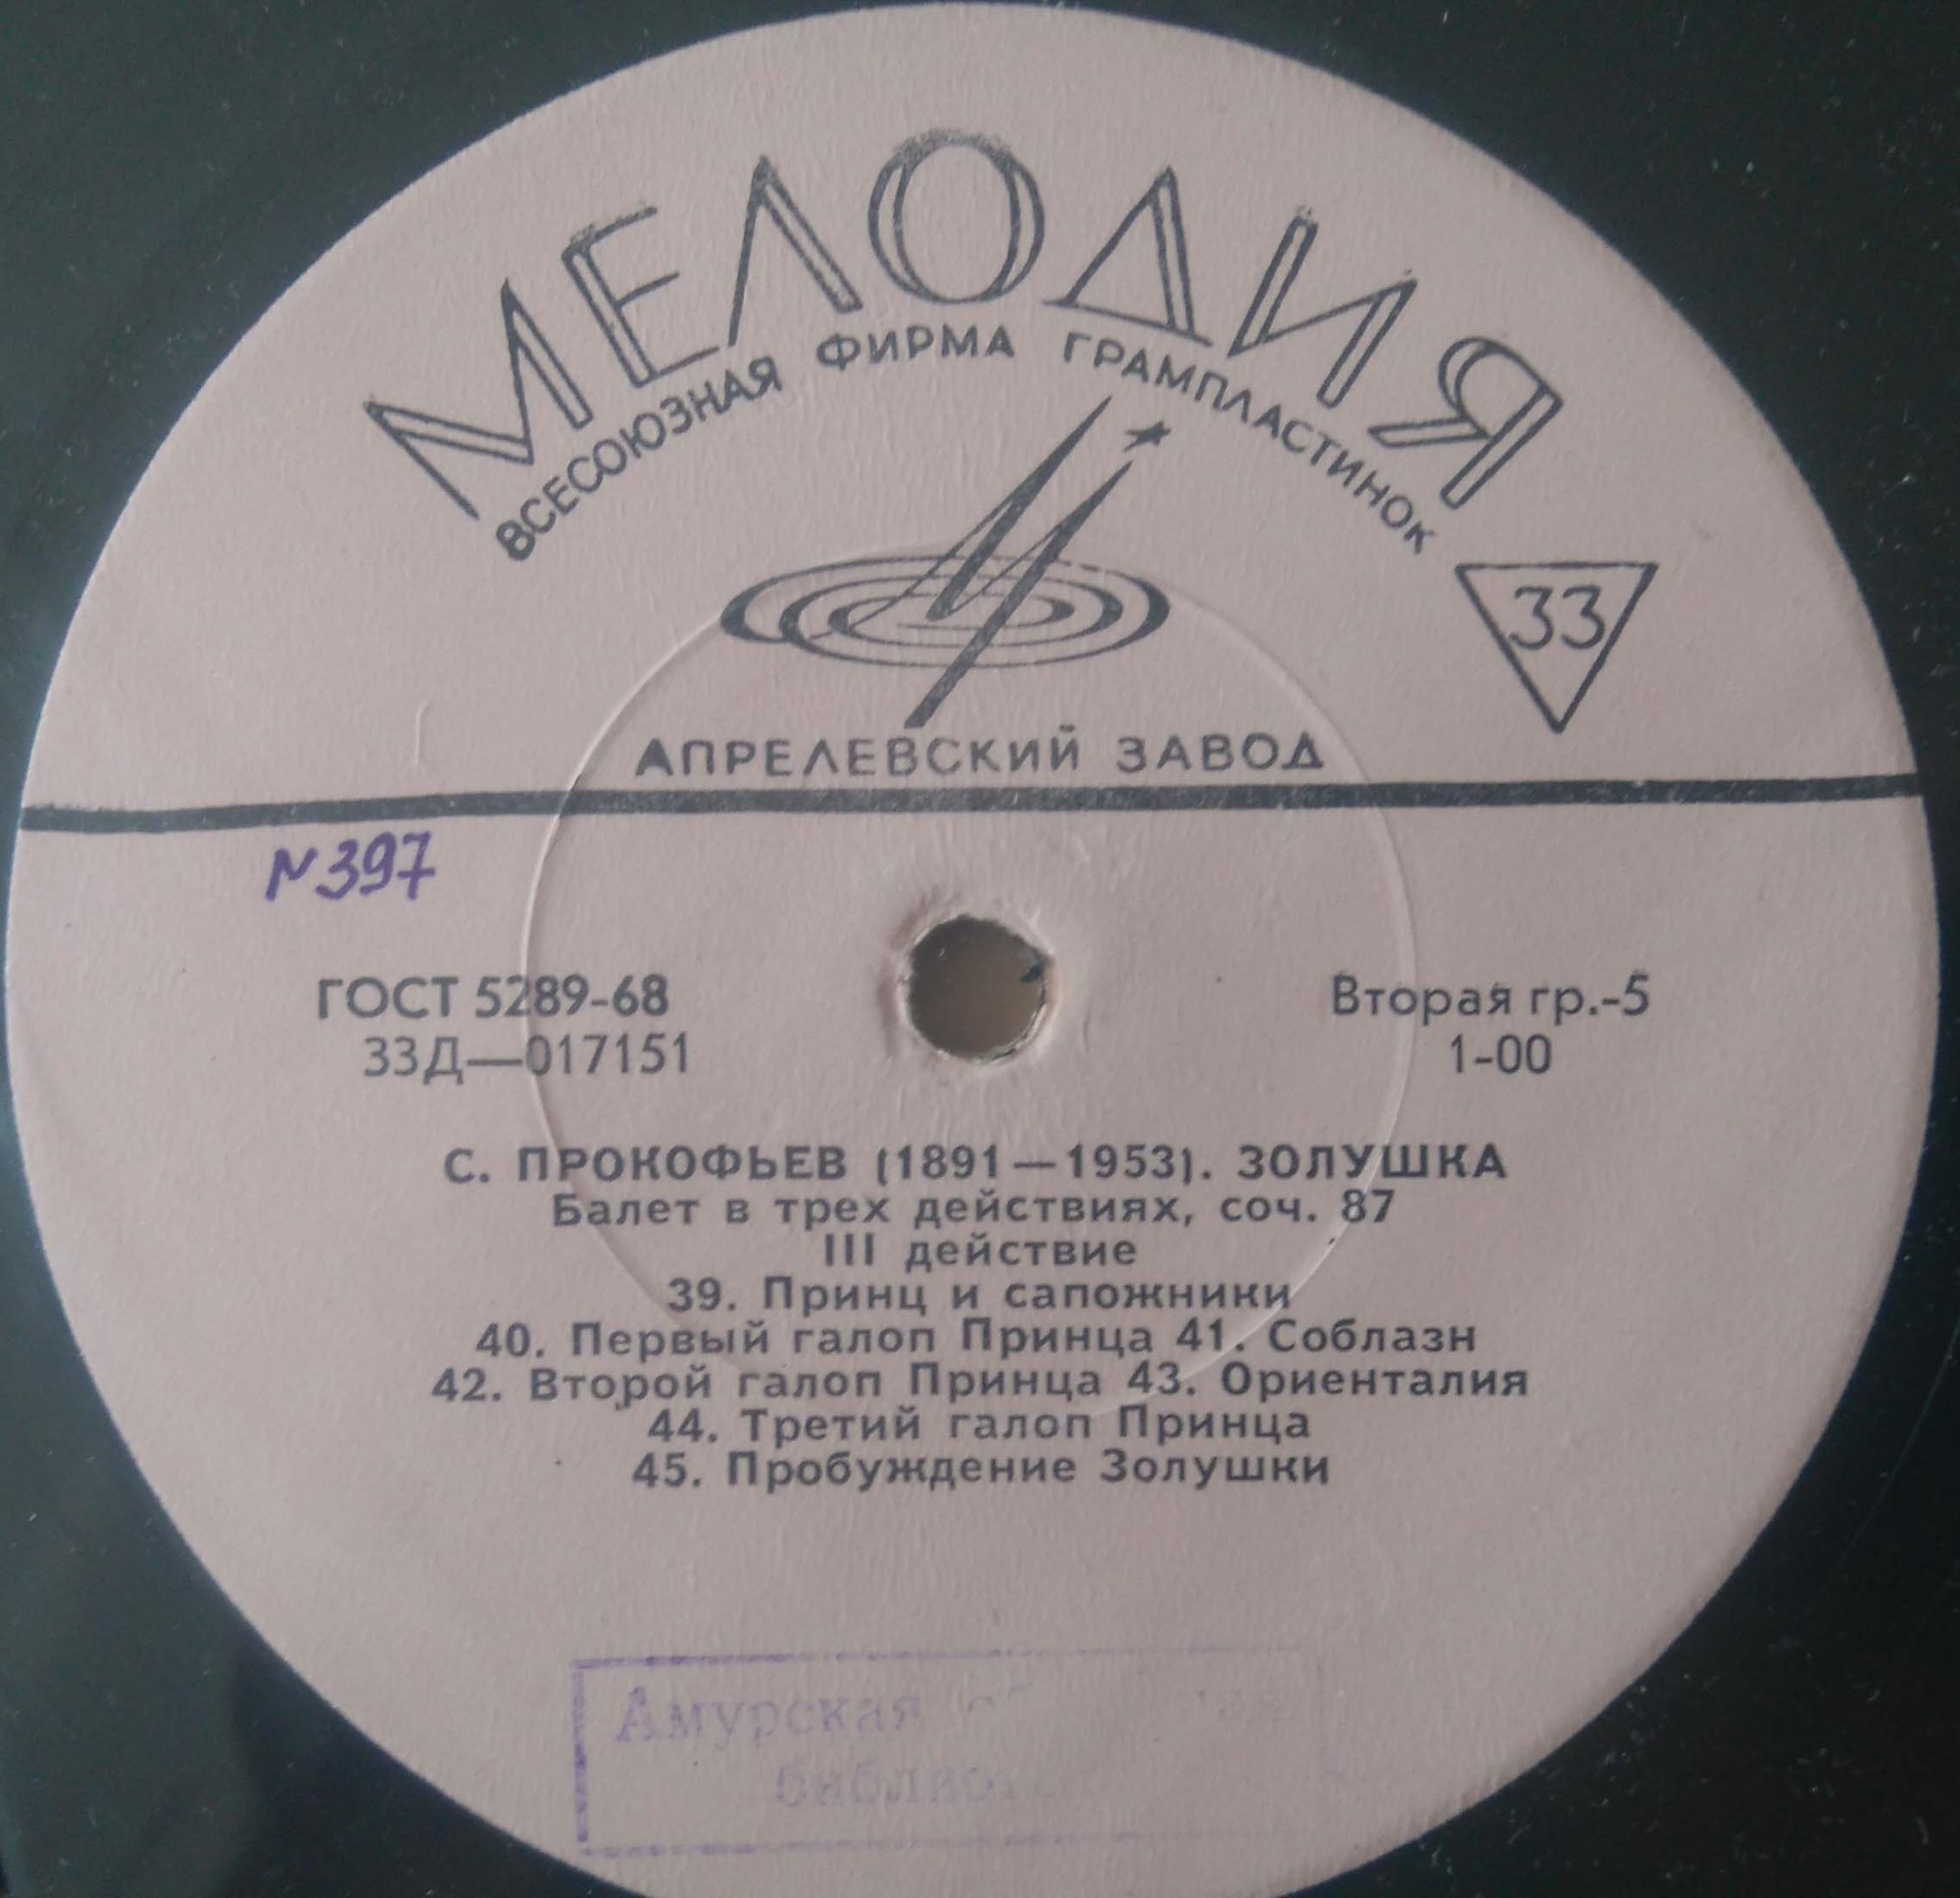 МЕЛОДИЯ
ВСЕСОЮЗНАЯ ФИРМА ГРАМПЛАСТИНОК
33
АПРЕЛЕВСКИЙ ЗАВОД
N 397
ГОСТ 5289-68
33Д—017151
Вторая гр.-5
1-00
С. ПРОКОФЬЕВ (1891—1953). ЗОЛУШКА
Балет в трех действиях, соч. 87
III действие
39. Принц и сапожники
40. Первый галоп Принца 41. Соблазн
42. Второй галоп Принца 43. Ориенталия
44. Третий галоп Принца
45. Пробуждение Золушки
Амурская